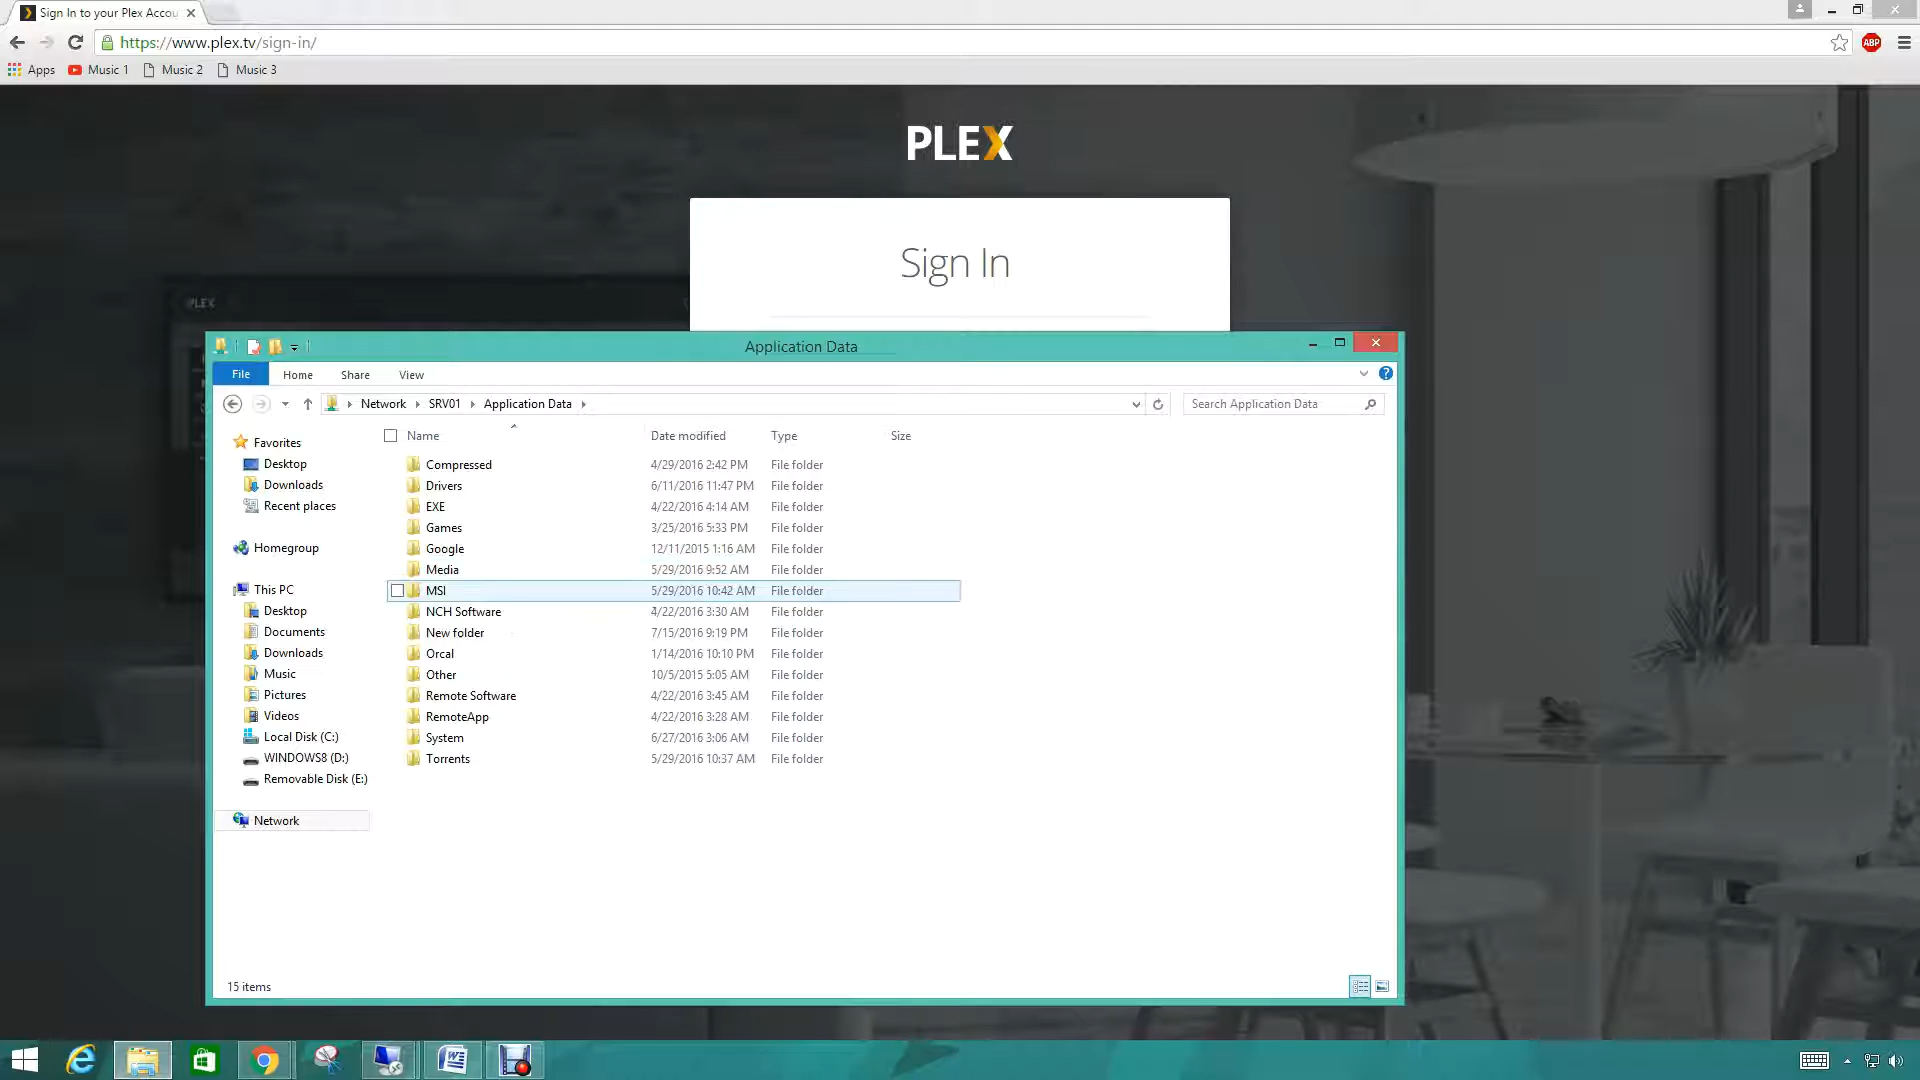 Sign In to your Plex Accou
https://www.plex.tv/sign-in/
ABP
Apps Music 1 Music 2 Music 3
PLEX
Sign In
PLEX
Application Data
File Home Share View
Network SRV01 Application Data
Search Application Data
Name Date modified Type Size
Favorites
Desktop
Downloads
Recent places
Homegroup
This PC
Desktop
Documents
Downloads
Music
Pictures
Videos
Local Disk (C:)
WINDOWS8 (D:)
Removable Disk (E:)
Network
Compressed 4/29/2016 2:42 PM File folder
Drivers 6/11/2016 11:47 PM File folder
EXE 4/22/2016 4:14 AM File folder
Games 3/25/2016 5:33 PM File folder
Google 12/11/2015 1:16 AM File folder
Media 5/29/2016 9:52 AM File folder
MSI 5/29/2016 10:42 AM File folder
NCH Software 4/22/2016 3:30 AM File folder
New folder 7/15/2016 9:19 PM File folder
Orcal 1/14/2016 10:10 PM File folder
Other 10/5/2015 5:05 AM File folder
Remote Software 4/22/2016 3:45 AM File folder
RemoteApp 4/22/2016 3:28 AM File folder
System 6/27/2016 3:06 AM File folder
Torrents 5/29/2016 10:37 AM File folder
15 items